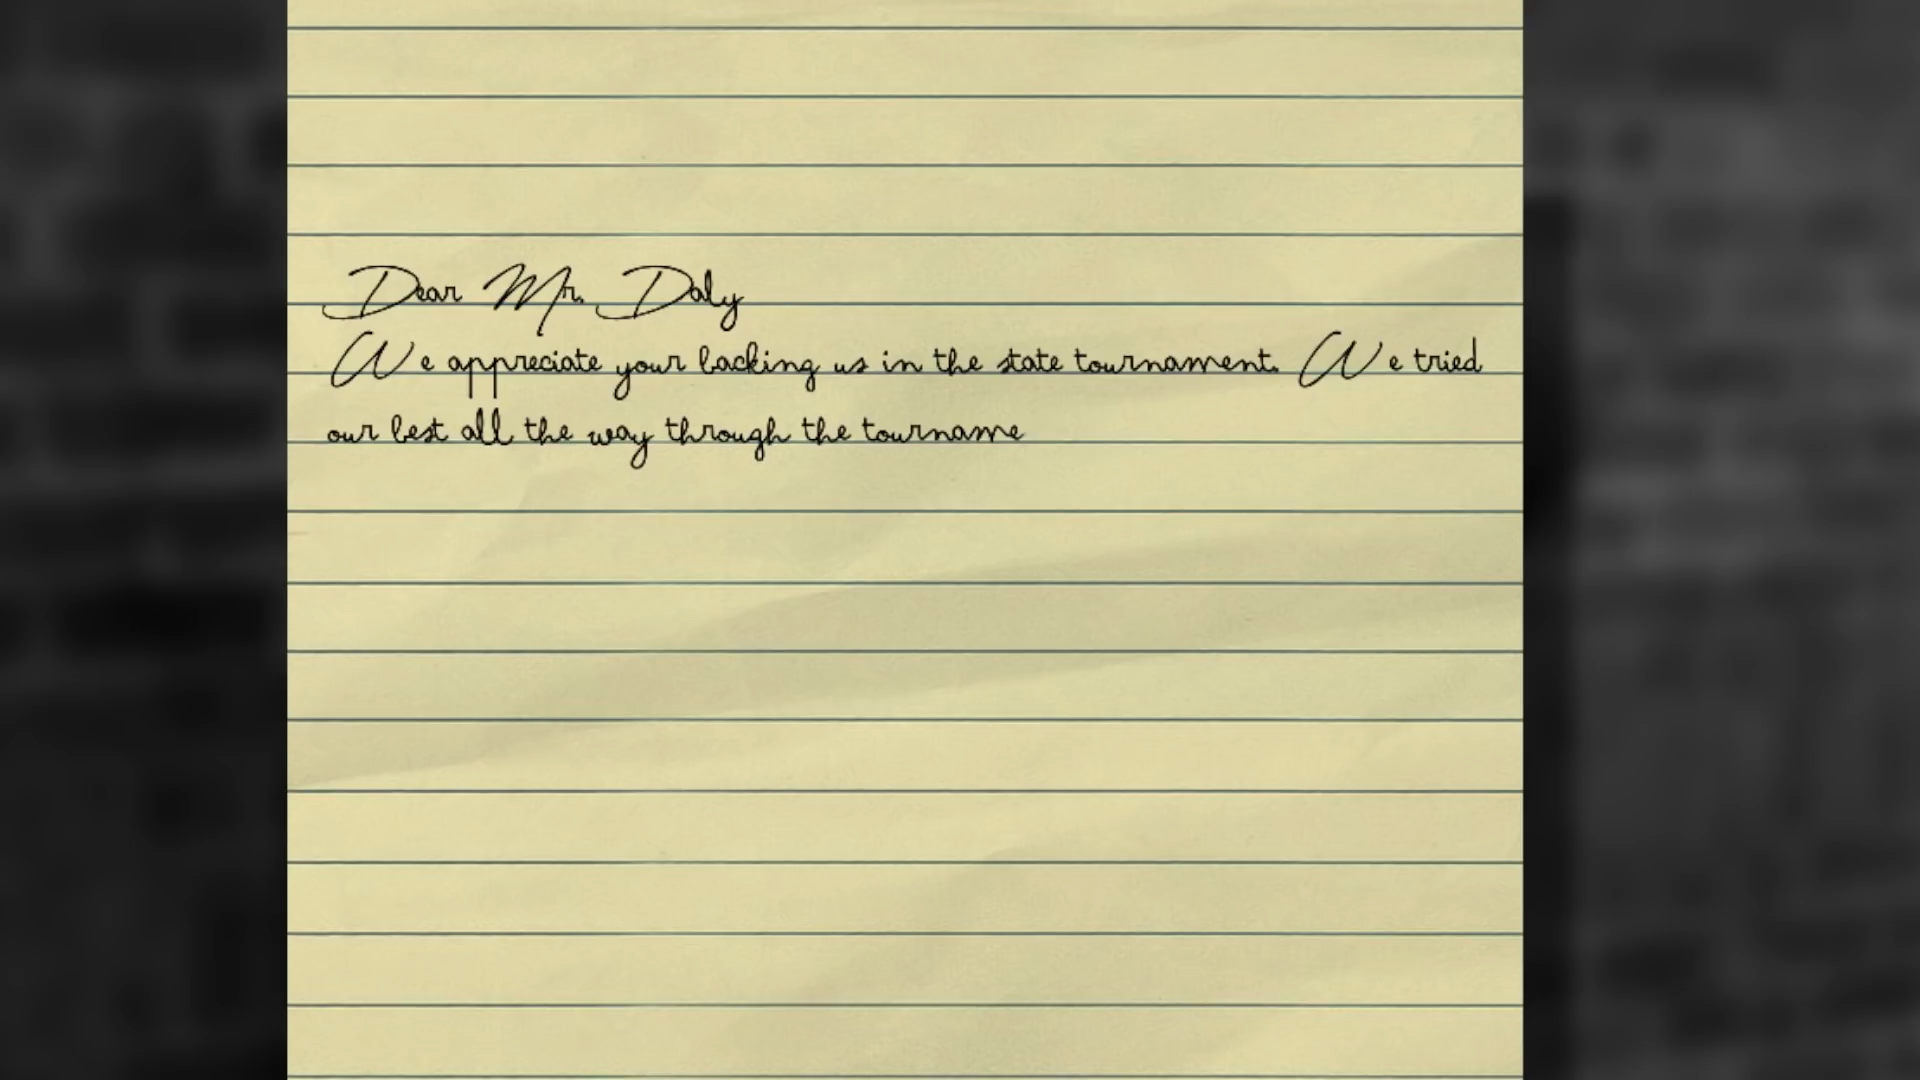 Dear Mr. Daly
We appreciate your backing us in the state tournament. We tried
our best all the way through the tourname